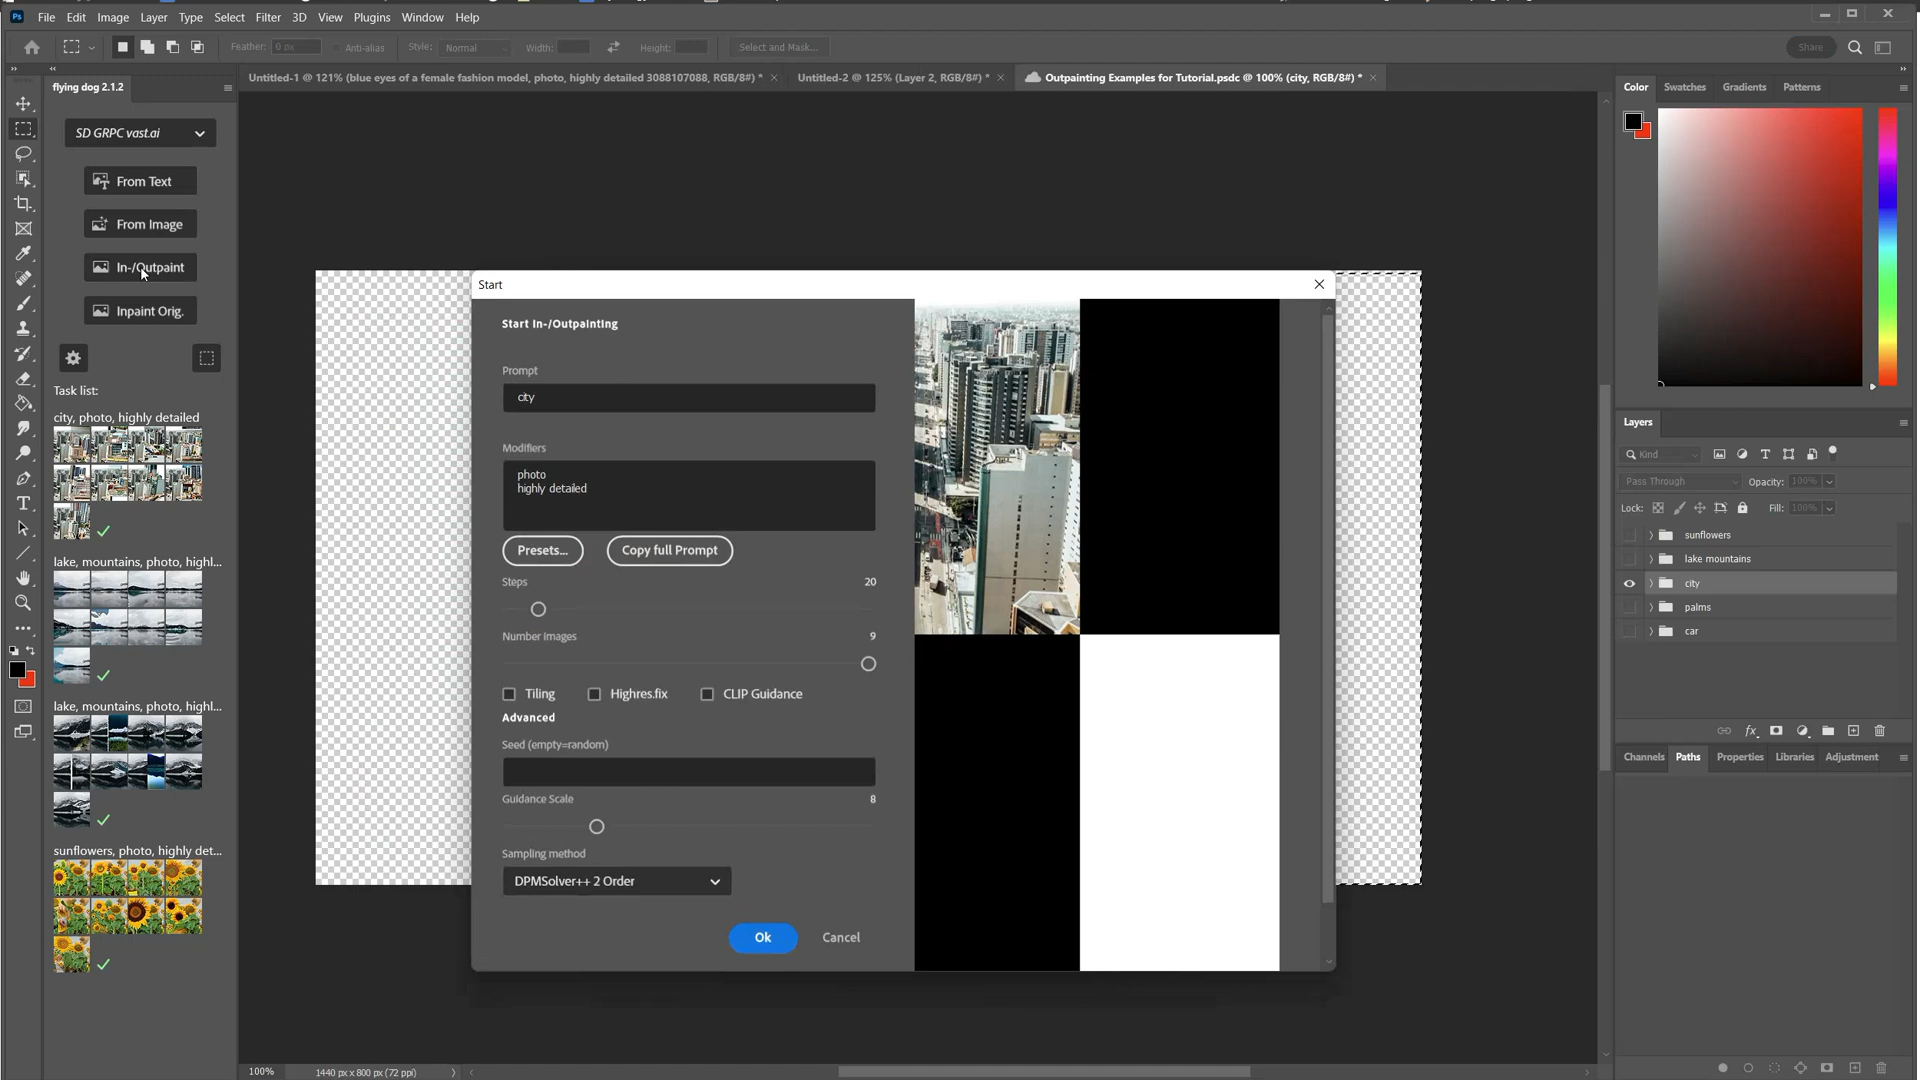 File Edit Image Layer Type Select Filter 3D View Plugins Window Help
Feather: 0 px Anti-alias Style: Normal Width: Height: Select and Mask... Share
flying dog 2.1.2
Untitled-1 @ 121% (blue eyes of a female fashion model, photo, highly detailed 3088107088, RGB/8#) *
Untitled-2 @ 125% (Layer 2, RGB/8#) *
Outpainting Examples for Tutorial.psdc @ 100% (city, RGB/8#) *
SD GRPC vast.ai
From Text
From Image
In-/Outpaint
Inpaint Orig.
Task list:
city, photo, highly detailed
lake, mountains, photo, highl...
lake, mountains, photo, highl...
sunflowers, photo, highly det...
Start
Start In-/Outpainting
Prompt
city
Modifiers
photo
highly detailed
Presets... Copy full Prompt
Steps 20
Number Images 9
Tiling Highres.fix CLIP Guidance
Advanced
Seed (empty=random)
Guidance Scale 8
Sampling method
DPMSolver++ 2 Order
Ok Cancel
Color Swatches Gradients Patterns
Layers
Kind
Pass Through Opacity: 100%
Lock: Fill: 100%
sunflowers
lake mountains
city
palms
car
Channels Paths Properties Libraries Adjustment
100% 1440 px x 800 px (72 ppi)